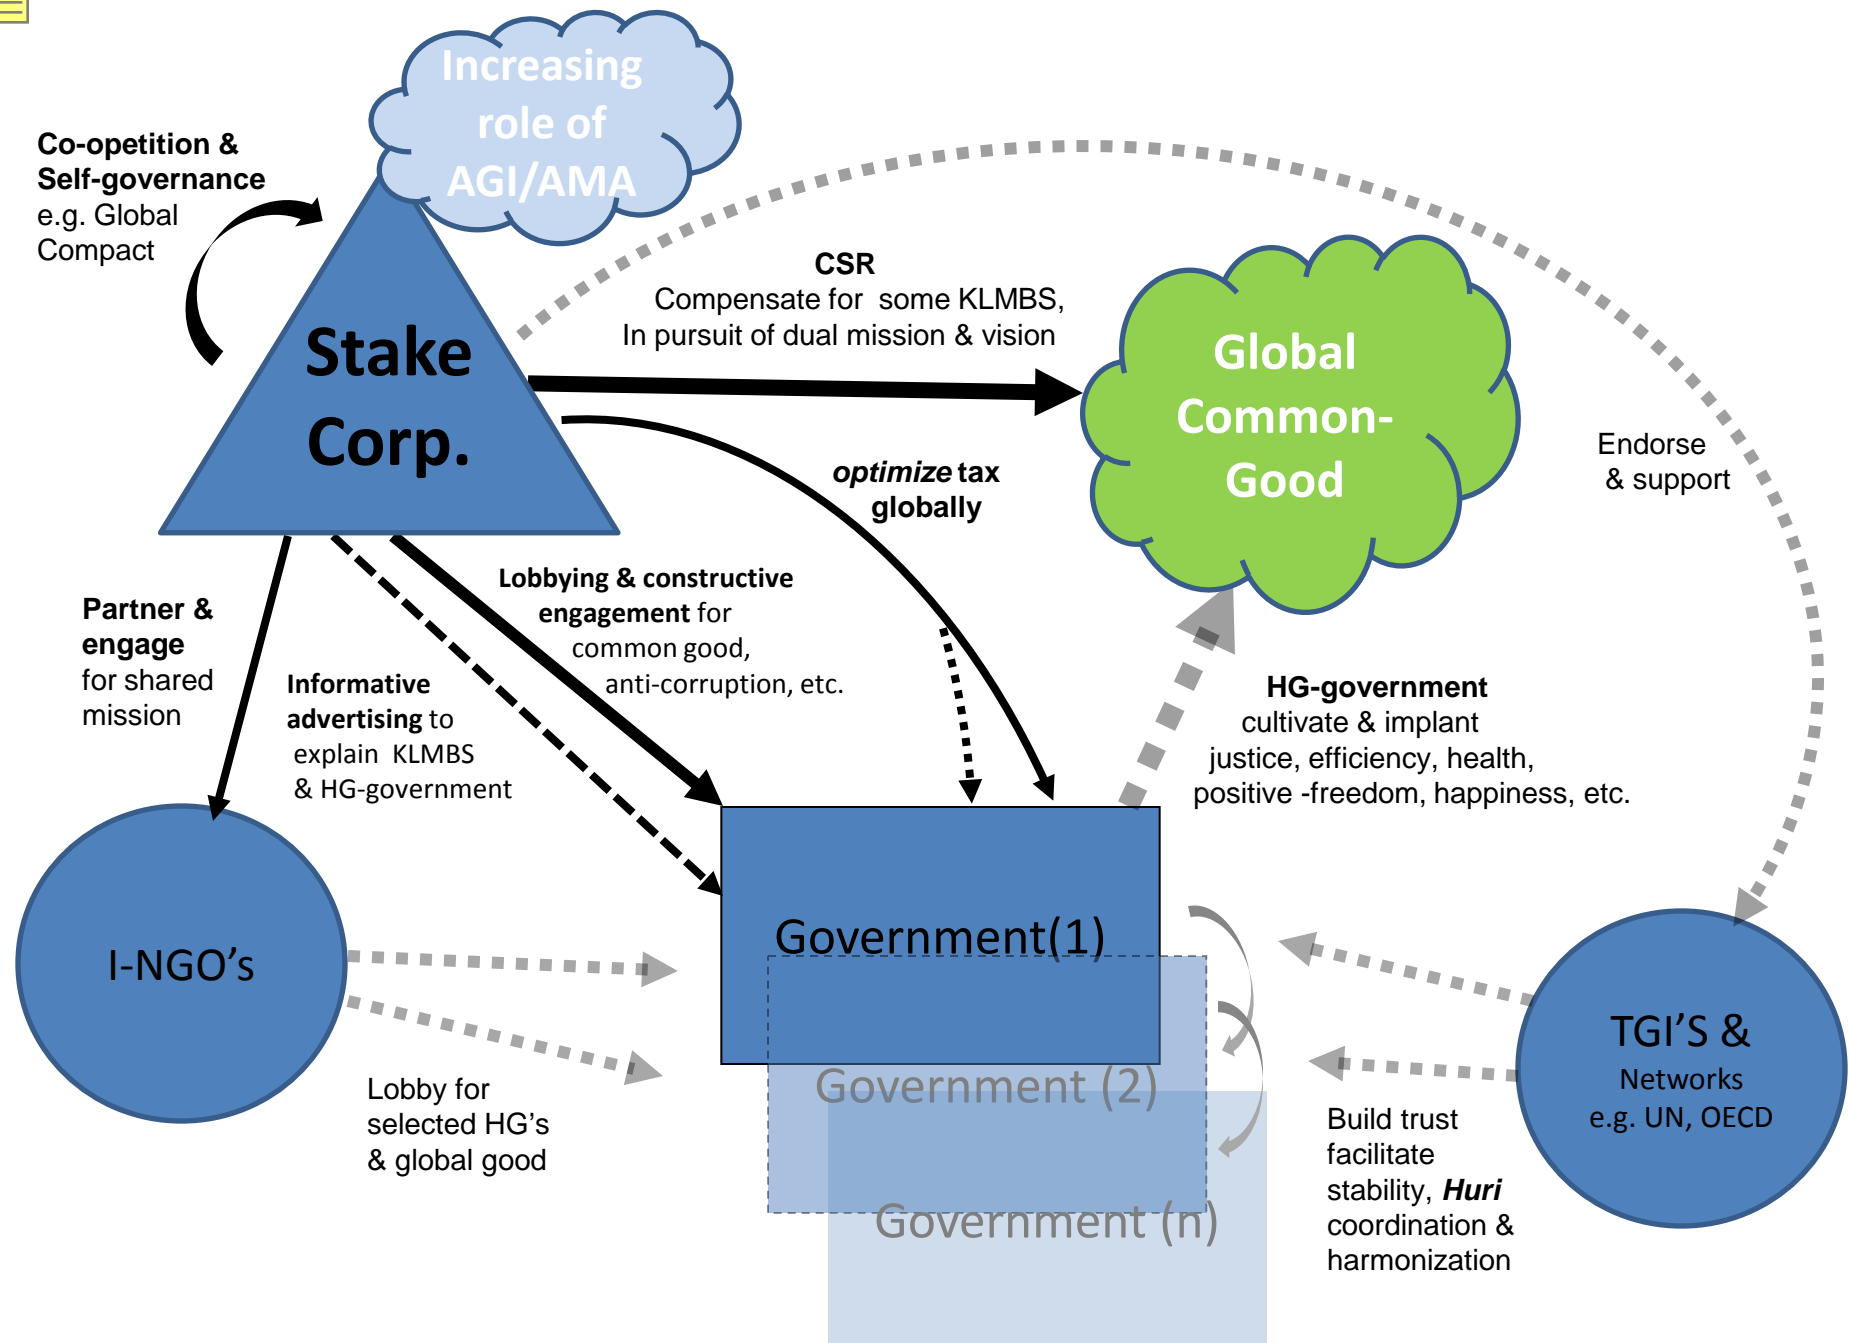 Increasing
role of
AGI/AMA
Co-opetition &
Self-governance
e.g. Global
Compact
Stake
Corp.
CSR
Compensate for some KLMBS,
In pursuit of dual mission & vision
Global
Common-
Good
optimize tax
globally
Endorse
& support
Lobbying & constructive
engagement for
common good,
anti-corruption, etc.
Partner &
engage
for shared
mission
Informative
advertising to
explain KLMBS
& HG-government
HG-government
cultivate & implant
justice, efficiency, health,
positive -freedom, happiness, etc.
I-NGO’s
Government(1)
Government (2)
Government (n)
TGI’S &
Networks
e.g. UN, OECD
Lobby for
selected HG’s
& global good
Build trust
facilitate
stability, Huri
coordination &
harmonization